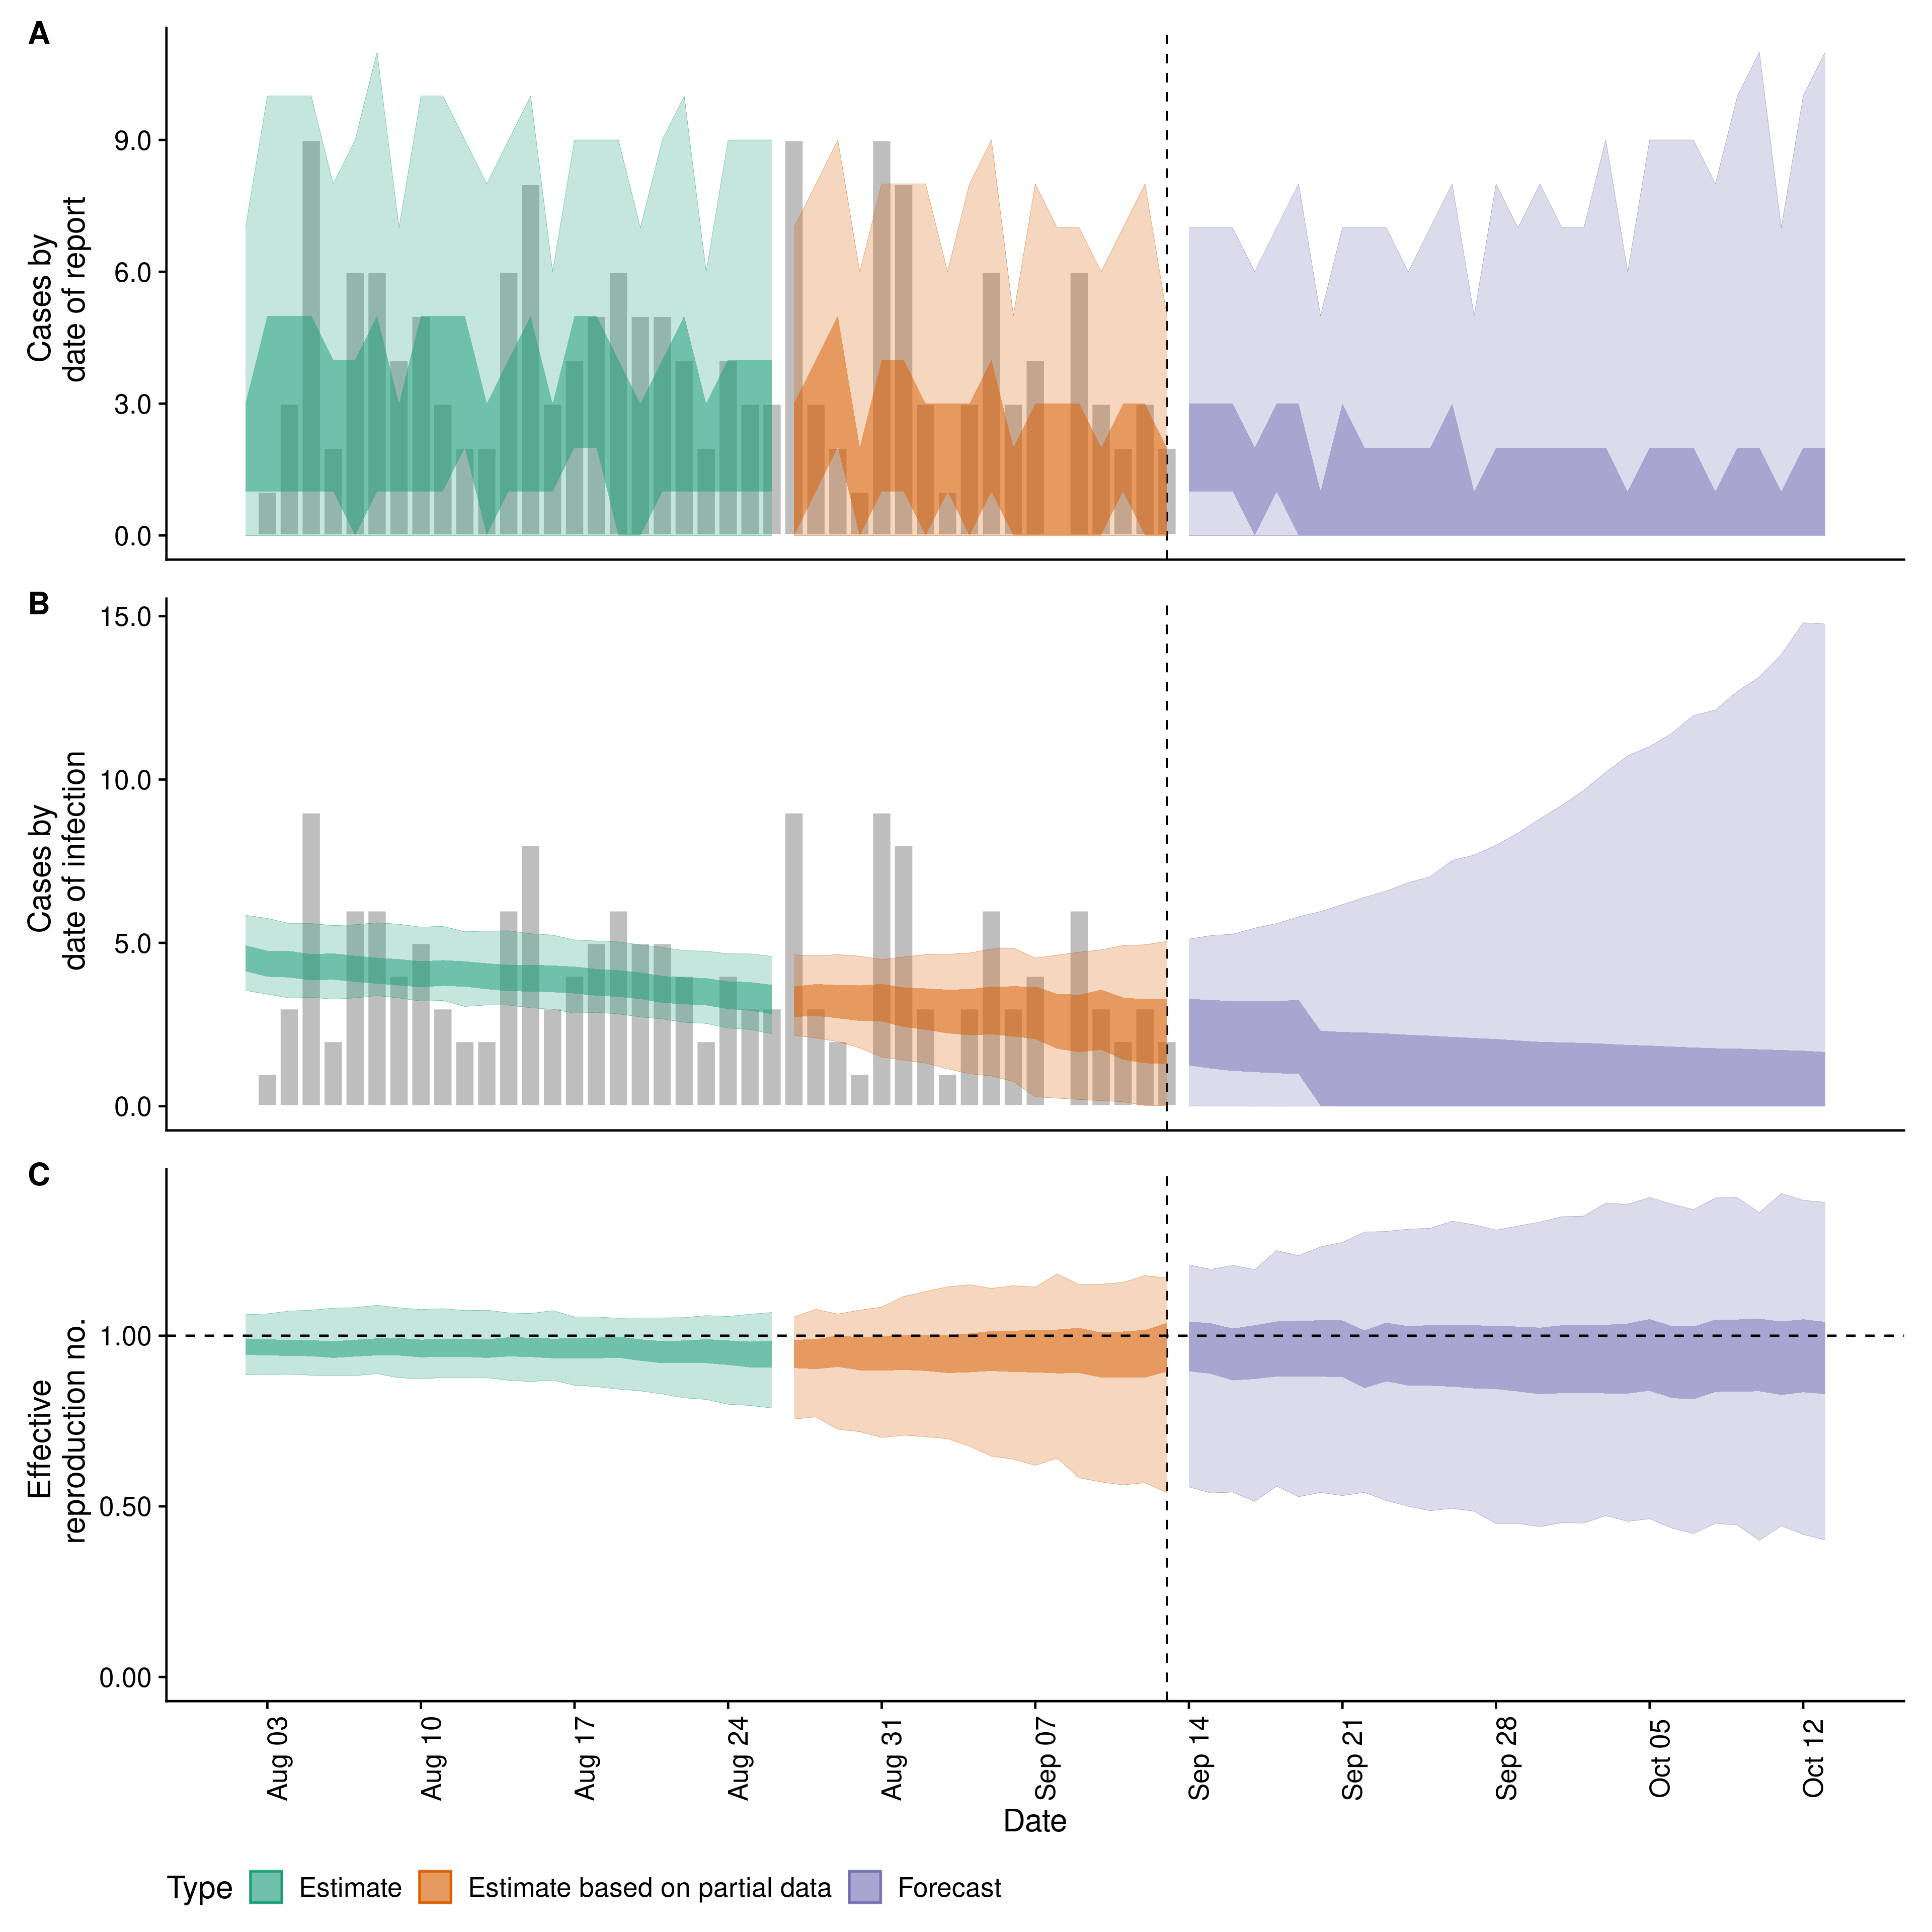 A
Cases by
date of report
9.0
6.0
3.0
0.0
B
Cases by
date of infection
15.0
10.0
5.0
0.0
C
Effective
reproduction no.
1.00
0.50
0.00
Aug 03
Aug 10
Aug 17
Aug 24
Aug 31
Sep 07
Sep 14
Sep 21
Sep 28
Oct 05
Oct 12
Date
Type Estimate Estimate based on partial data Forecast